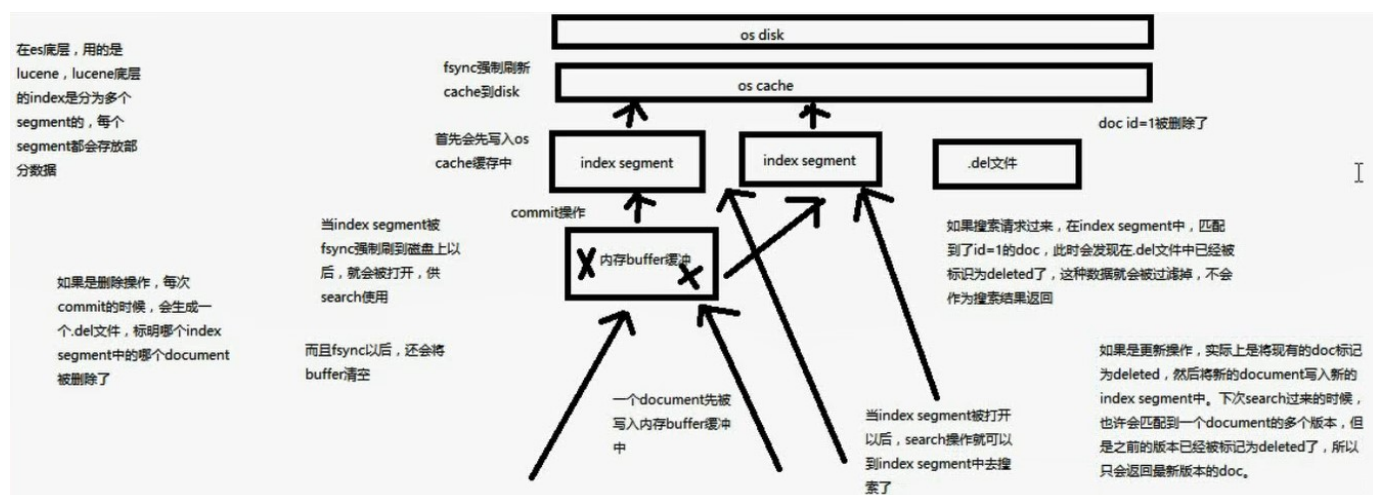 在es底层，用的是
lucene，lucene底层
的index是分为多个
segment的，每个
segment都会存放部
分数据
os disk
fsync强制刷新
cache到disk
os cache
首先会先写入os
cache缓存中
index segment
index segment
.del文件
doc id=1被删除了
commit操作
当index segment被
fsync强制刷到磁盘上以
后，就会被打开，供
search使用
内存buffer缓冲
如果搜索请求过来，在index segment中，匹配
到了id=1的doc，此时会发现在.del文件中已经被
标识为deleted了，这种数据就会被过滤掉，不会
作为搜索结果返回
如果是删除操作，每次
commit的时候，会生成一
个.del文件，标明哪个index
segment中的哪个document
被删除了
而且fsync以后，还会将
buffer清空
一个document先被
写入内存buffer缓冲
中
当index segment被打开
以后，search操作就可以
到index segment中去搜
索了
如果是更新操作，实际上是将现有的doc标记
为deleted，然后将新的document写入新的
index segment中。下次search过来的时候，
也许会匹配到一个document的多个版本，但
是之前的版本已经被标记为deleted了，所以
只会返回最新版本的doc。